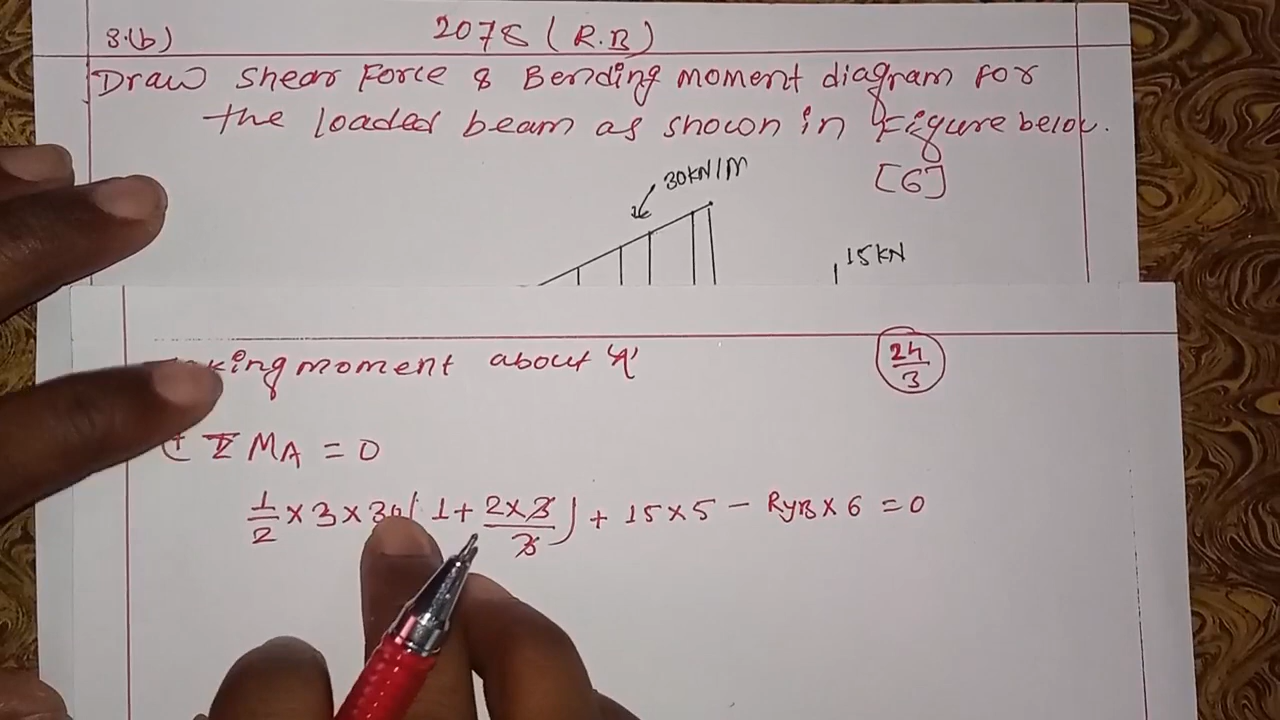 3.(b) 2078 (R.B)
Draw Shear Force & Bending moment diagram for
the loaded beam as shown in Figure below.
[6]
30KN/m
15KN
king moment about 'A'
2h/3
(+ Σ MA = 0
1/2 × 3 × 30( 1 + 2×3/3 ) + 15 × 5 - RyB × 6 = 0